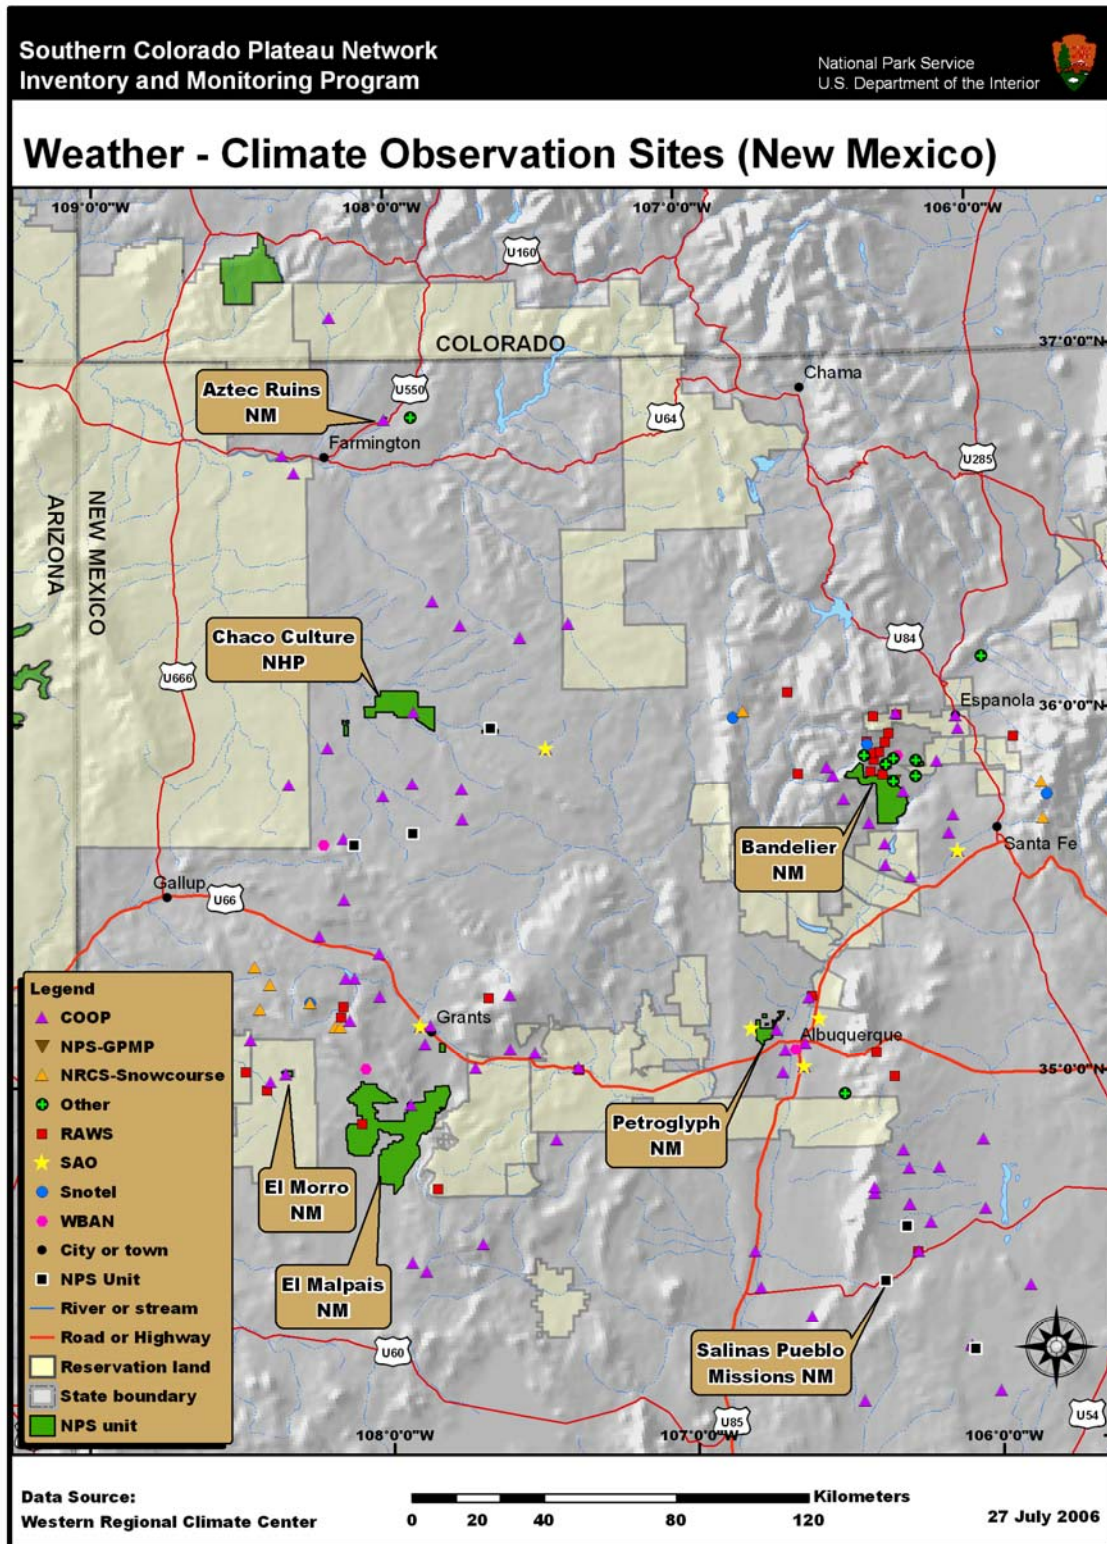 Southern Colorado Plateau Network
Inventory and Monitoring Program
National Park Service
U.S. Department of the Interior
Weather - Climate Observation Sites (New Mexico)
109°0'0"W
108°0'0"W
107°0'0"W
106°0'0"W
U160
COLORADO
37°0'0"N
Chama
Aztec Ruins
NM
U550
U64
Farmington
U285
ARIZONA
NEW MEXICO
Chaco Culture
NHP
U84
U666
Espanola
36°0'0"N
Bandelier
NM
Santa Fe
Gallup
U66
Grants
Albuquerque
35°0'0"N
Petroglyph
NM
El Morro
NM
El Malpais
NM
Salinas Pueblo
Missions NM
U60
U85
U54
108°0'0"W
107°0'0"W
106°0'0"W
Legend
COOP
NPS-GPMP
NRCS-Snowcourse
Other
RAWS
SAO
Snotel
WBAN
City or town
NPS Unit
River or stream
Road or Highway
Reservation land
State boundary
NPS unit
Data Source:
Western Regional Climate Center
Kilometers
0 20 40 80 120
27 July 2006